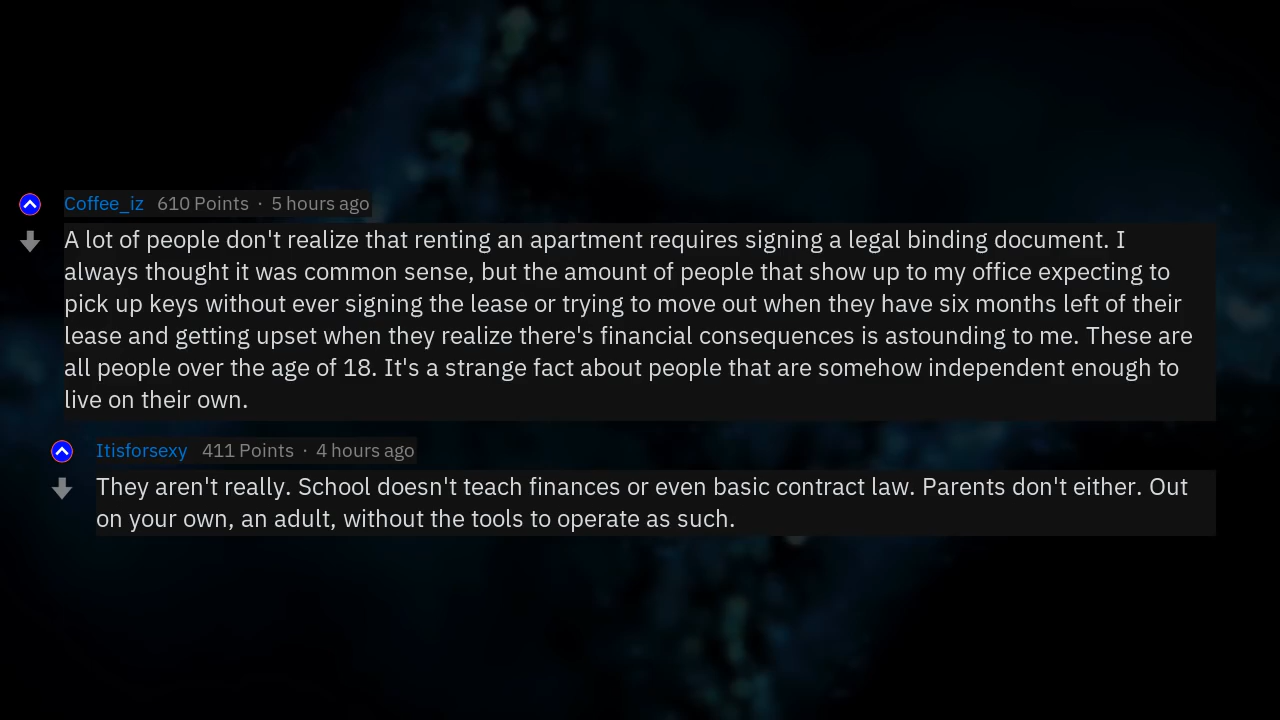 Coffee_iz 610 Points · 5 hours ago
A lot of people don't realize that renting an apartment requires signing a legal binding document. I
always thought it was common sense, but the amount of people that show up to my office expecting to
pick up keys without ever signing the lease or trying to move out when they have six months left of their
lease and getting upset when they realize there's financial consequences is astounding to me. These are
all people over the age of 18. It's a strange fact about people that are somehow independent enough to
live on their own.
Itisforsexy 411 Points · 4 hours ago
They aren't really. School doesn't teach finances or even basic contract law. Parents don't either. Out
on your own, an adult, without the tools to operate as such.